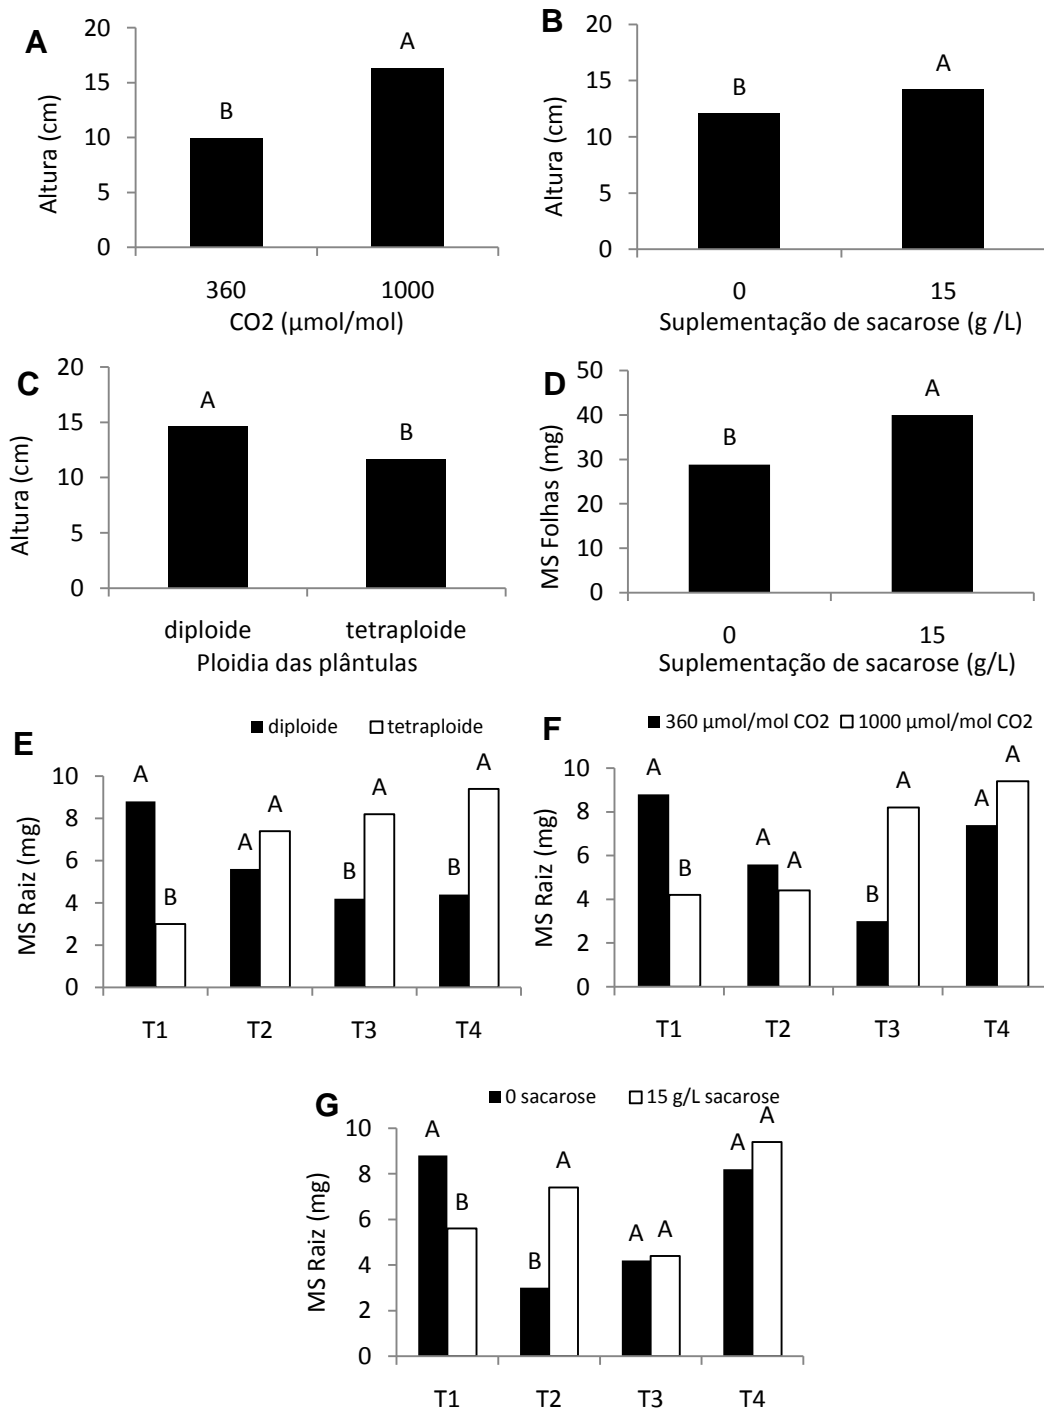 A
Altura (cm)
20
15
10
5
0
B
A
360
1000
CO2 (µmol/mol)
B
Altura (cm)
20
15
10
5
0
B
A
0
15
Suplementação de sacarose (g /L)
C
Altura (cm)
20
15
10
5
0
A
B
diploide
tetraploide
Ploidia das plântulas
D
MS Folhas (mg)
50
40
30
20
10
0
B
A
0
15
Suplementação de sacarose (g/L)
E
diploide
tetraploide
MS Raiz (mg)
10
8
6
4
2
0
A
B
A
A
B
A
B
A
T1
T2
T3
T4
F
360 µmol/mol CO2
1000 µmol/mol CO2
MS Raiz (mg)
10
8
6
4
2
0
A
B
A
A
B
A
A
A
T1
T2
T3
T4
G
0 sacarose
15 g/L sacarose
MS Raiz (mg)
10
8
6
4
2
0
A
B
B
A
A
A
A
A
T1
T2
T3
T4